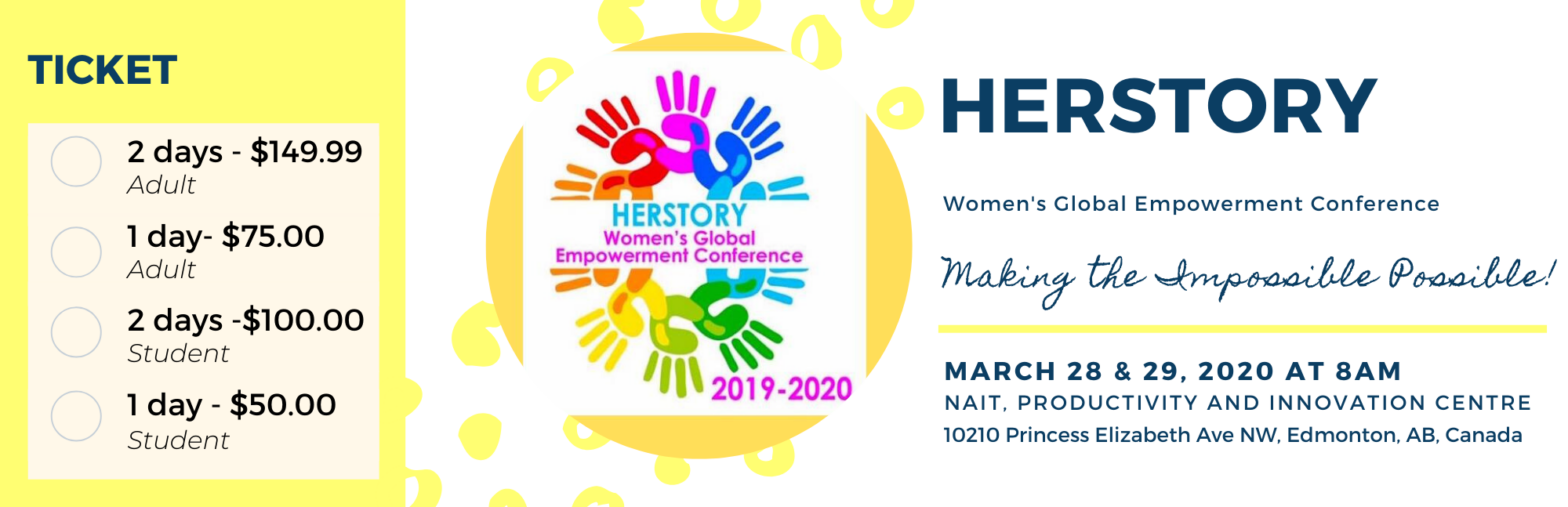 TICKET
2 days - $149.99
Adult
1 day- $75.00
Adult
2 days -$100.00
Student
1 day - $50.00
Student
HERSTORY
Women's Global
Empowerment Conference
2019-2020
HERSTORY
Women's Global Empowerment Conference
Making the Impossible Possible!
MARCH 28 & 29, 2020 AT 8AM
NAIT, PRODUCTIVITY AND INNOVATION CENTRE
10210 Princess Elizabeth Ave NW, Edmonton, AB, Canada